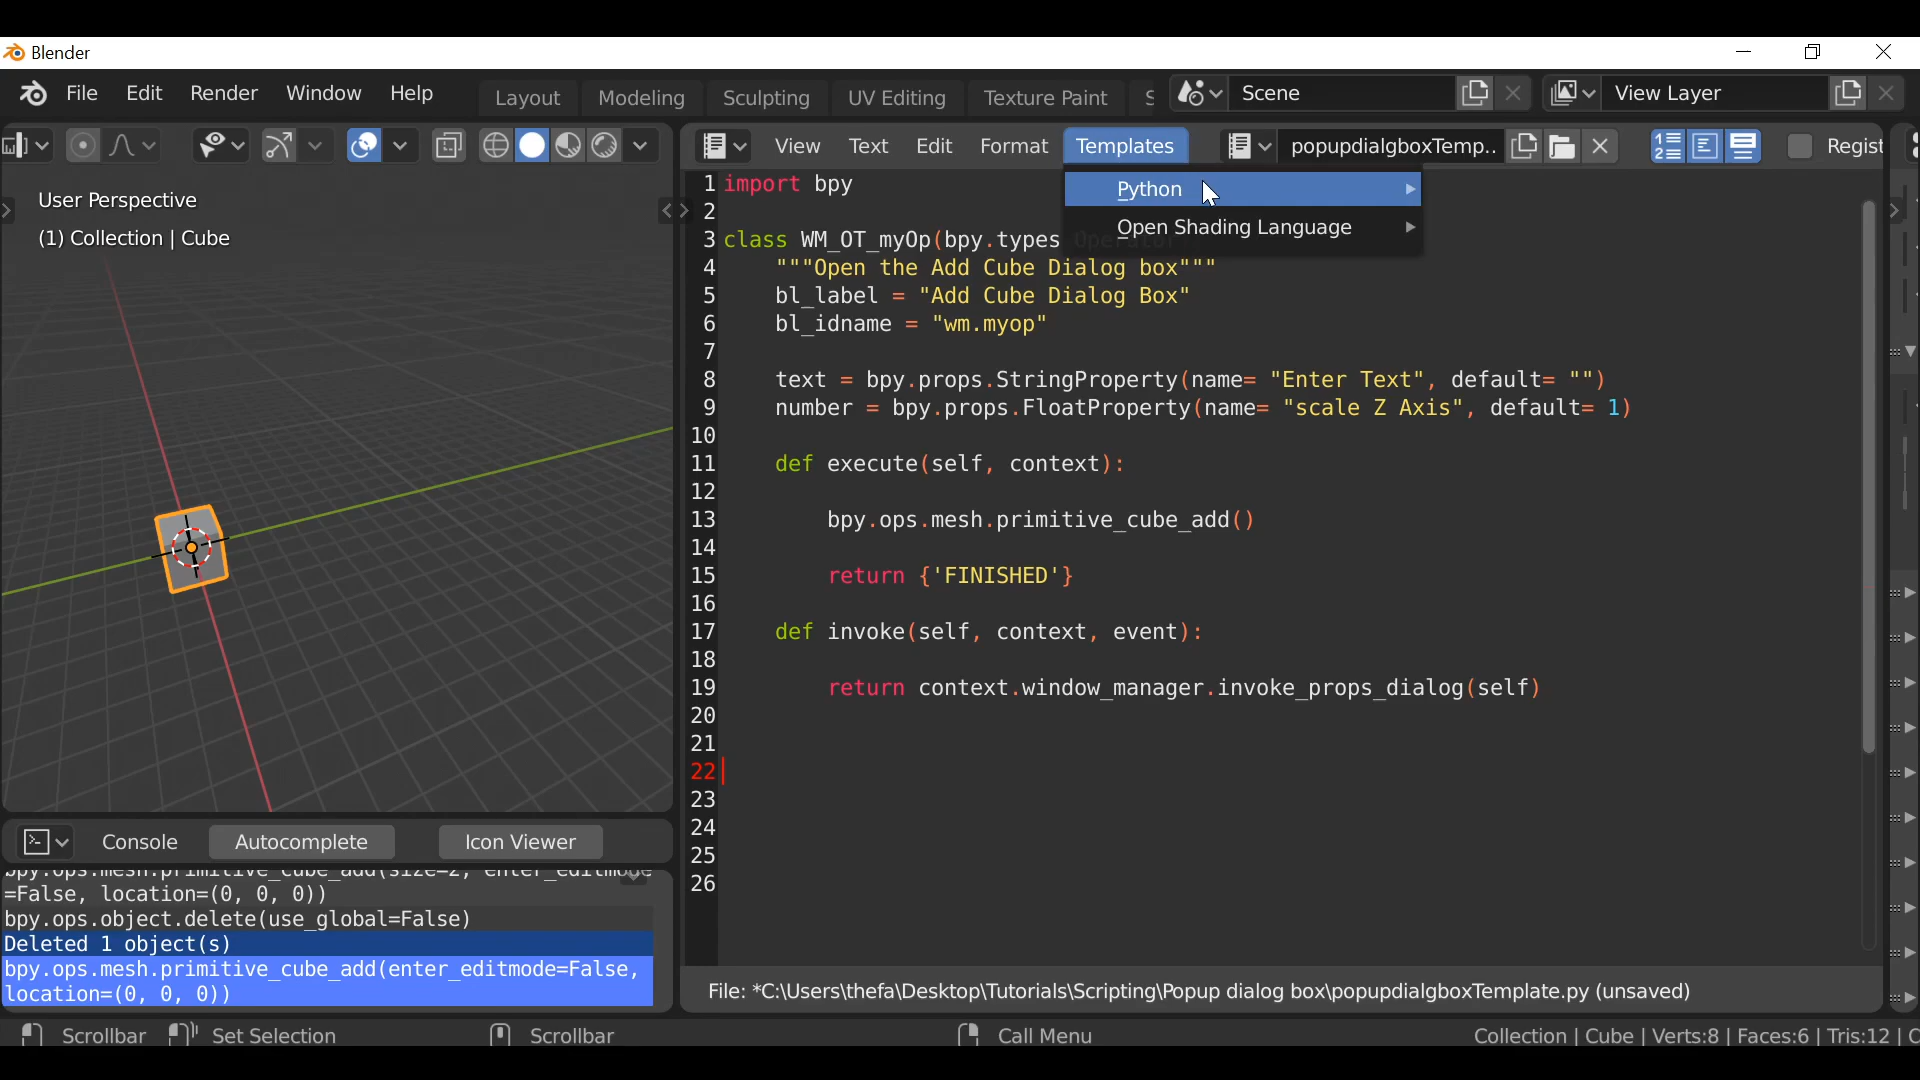 Blender
File Edit Render Window Help Layout Modeling Sculpting UV Editing Texture Paint S Scene View Layer
View Text Edit Format Templates popupdialgboxTemp.. Regist
User Perspective
(1) Collection | Cube
Python
Open Shading Language
1 import bpy
2
3 class WM_OT_myOp(bpy.types
4 """Open the Add Cube Dialog box"""
5 bl_label = "Add Cube Dialog Box"
6 bl_idname = "wm.myop"
7
8 text = bpy.props.StringProperty(name= "Enter Text", default= "")
9 number = bpy.props.FloatProperty(name= "scale Z Axis", default= 1)
10
11 def execute(self, context):
12
13 bpy.ops.mesh.primitive_cube_add()
14
15 return {'FINISHED'}
16
17 def invoke(self, context, event):
18
19 return context.window_manager.invoke_props_dialog(self)
20
21
22
23
24
25
26
Console Autocomplete Icon Viewer
bpy.ops.mesh.primitive_cube_add(size=2, enter_editmode
=False, location=(0, 0, 0))
bpy.ops.object.delete(use_global=False)
Deleted 1 object(s)
bpy.ops.mesh.primitive_cube_add(enter_editmode=False,
location=(0, 0, 0))
File: *C:\Users\thefa\Desktop\Tutorials\Scripting\Popup dialog box\popupdialgboxTemplate.py (unsaved)
Scrollbar Set Selection Scrollbar Call Menu Collection | Cube | Verts:8 | Faces:6 | Tris:12 |